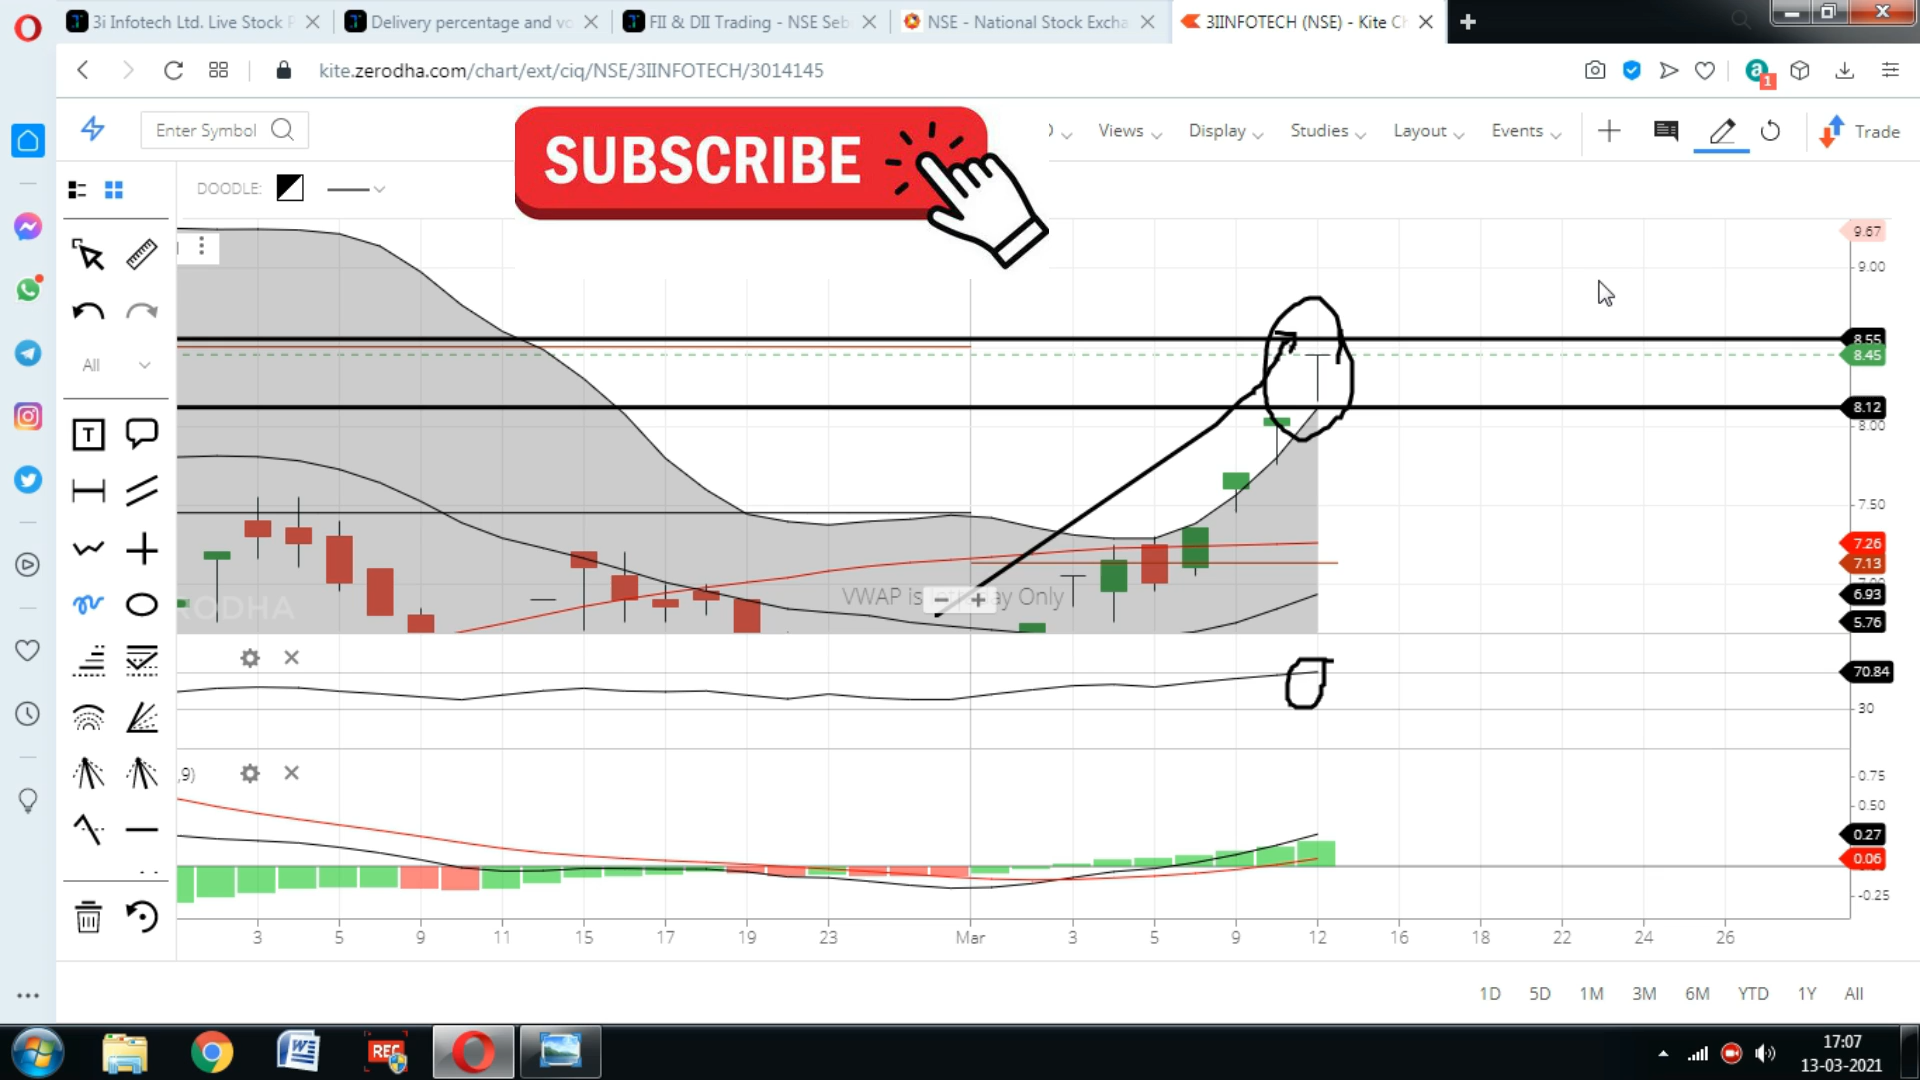 3i Infotech Ltd. Live Stock P
Delivery percentage and vo
FII & DII Trading - NSE Seb
NSE - National Stock Excha
3IINFOTECH (NSE) - Kite Ch
kite.zerodha.com/chart/ext/ciq/NSE/3IINFOTECH/3014145
1
Enter Symbol
SUBSCRIBE
Views
Display
Studies
Layout
Events
Trade
DOODLE:
All
T
9.67
9.00
8.55
8.45
8.12
8.00
7.50
7.26
7.13
6.93
5.76
VWAP is
ay Only
RODHA
70.84
30
,9)
0.75
0.50
0.27
0.06
-0.25
3 5 9 11 15 17 19 23 Mar 3 5 9 12 16 18 22 24 26
1D 5D 1M 3M 6M YTD 1Y All
REC
17:07
13-03-2021